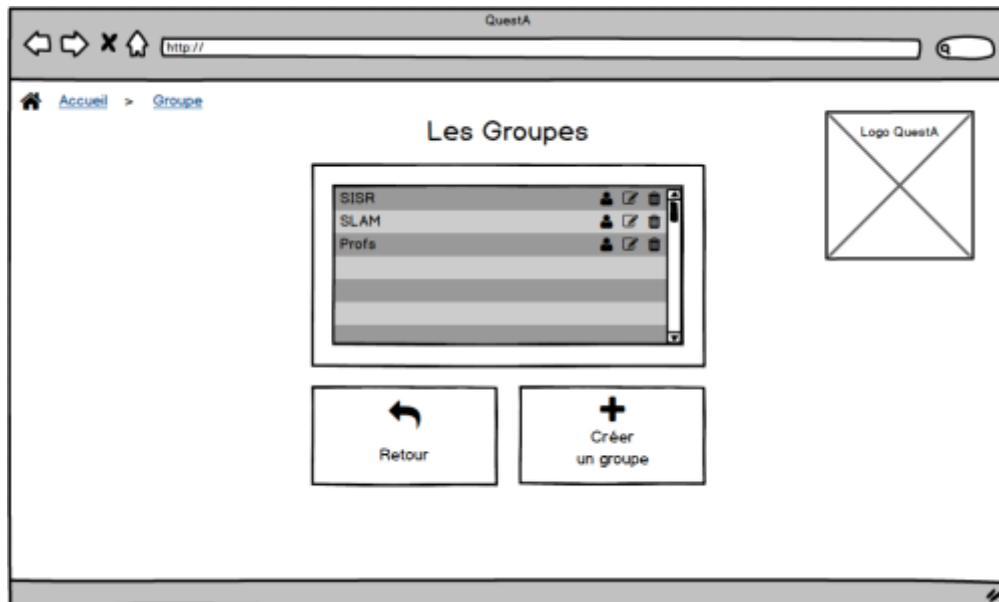 QuestA
http://
Accueil > Groupe
Les Groupes
Logo QuestA
SISR
SLAM
Profs
Retour
Créer
un groupe